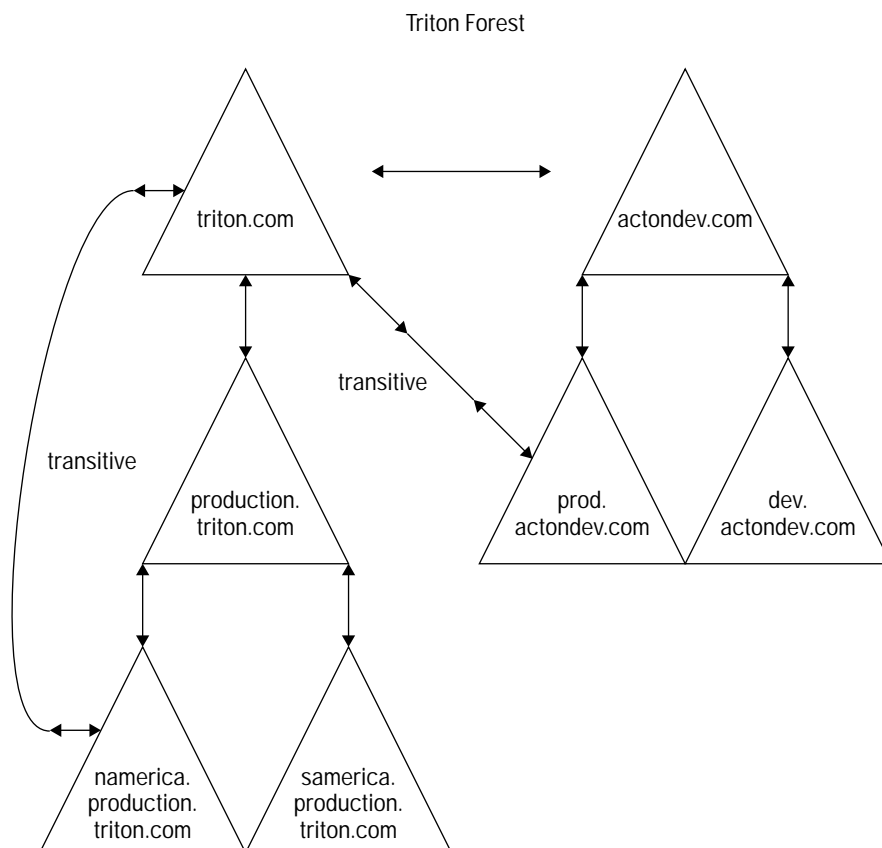 Triton Forest
triton.com
actondev.com
transitive
transitive
production.
triton.com
prod.
actondev.com
dev.
actondev.com
namerica.
production.
triton.com
samerica.
production.
triton.com